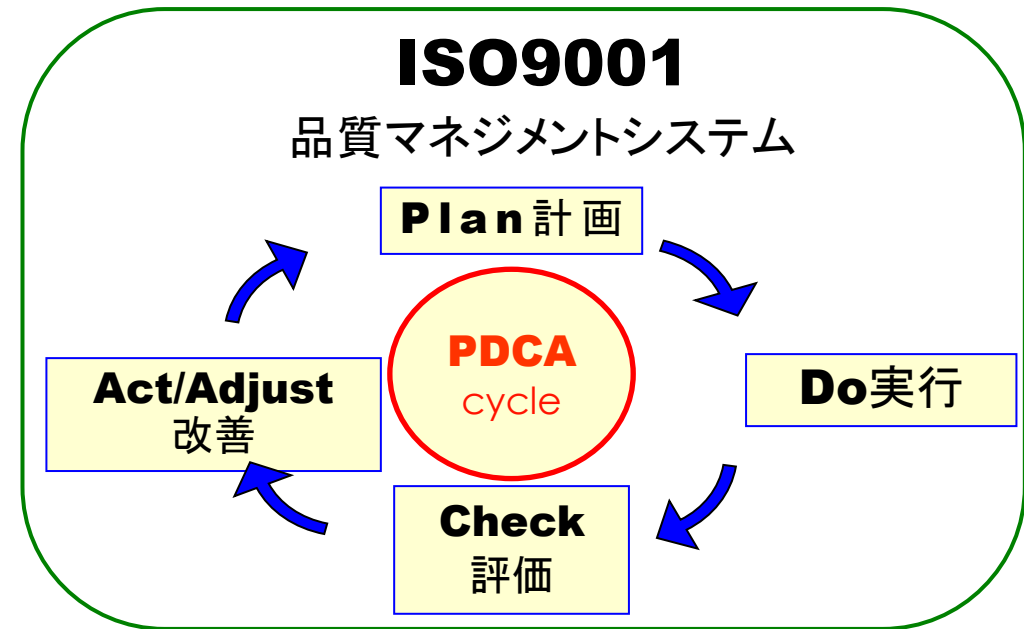 ISO9001
品質マネジメントシステム
Plan計画
PDCA
cycle
Act/Adjust
改善
Do実行
Check
評価